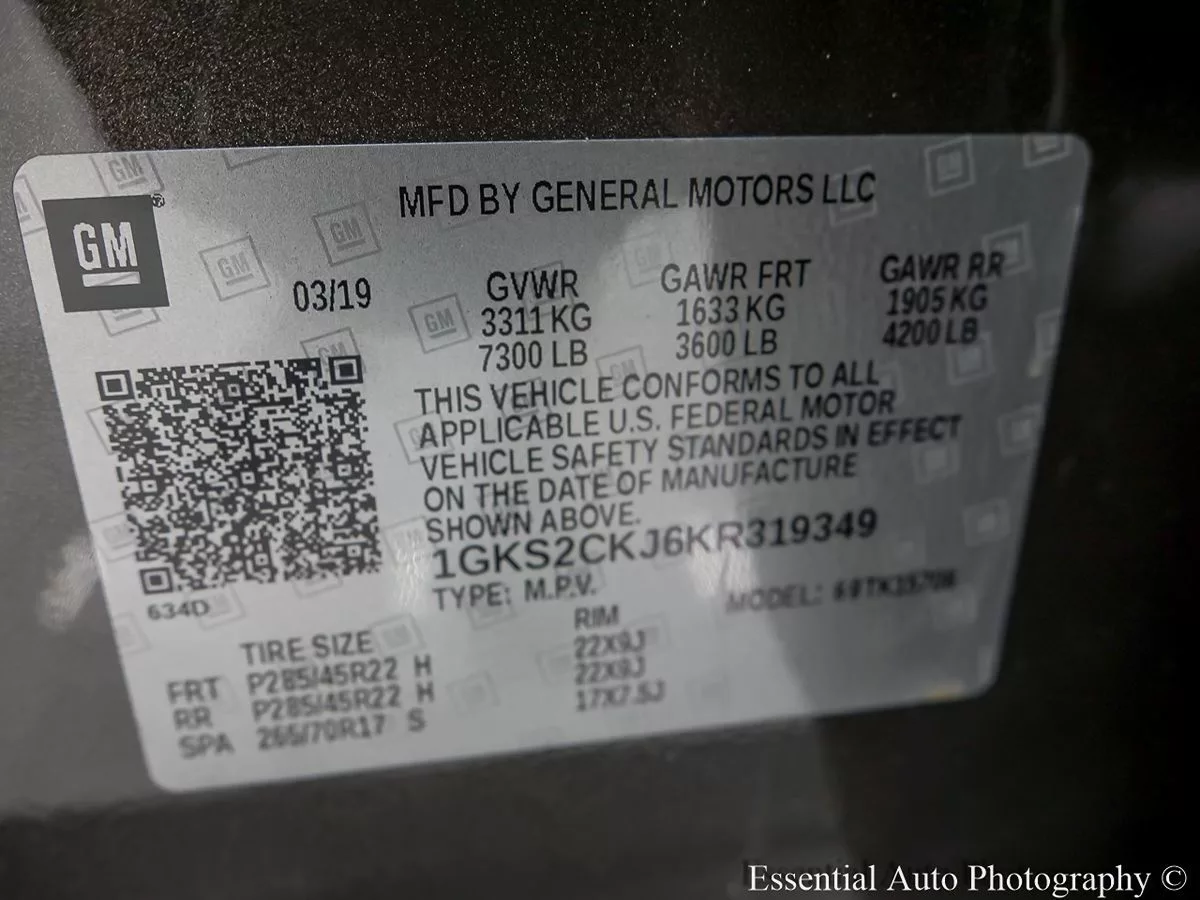 GM
MFD BY GENERAL MOTORS LLC
03/19
GVWR
3311 KG
7300 LB
GAWR FRT
1633 KG
3600 LB
GAWR RR
1905 KG
4200 LB
THIS VEHICLE CONFORMS TO ALL
APPLICABLE U.S. FEDERAL MOTOR
VEHICLE SAFETY STANDARDS IN EFFECT
ON THE DATE OF MANUFACTURE
SHOWN ABOVE.
1GKS2CKJ6KR319349
TYPE: M.P.V.
MODEL:
634D
TIRE SIZE RIM
FRT P285/45R22 H 22X9J
RR P285/45R22 H 22X9J
SPA 265/70R17 S 17X7.5J
Essential Auto Photography ©